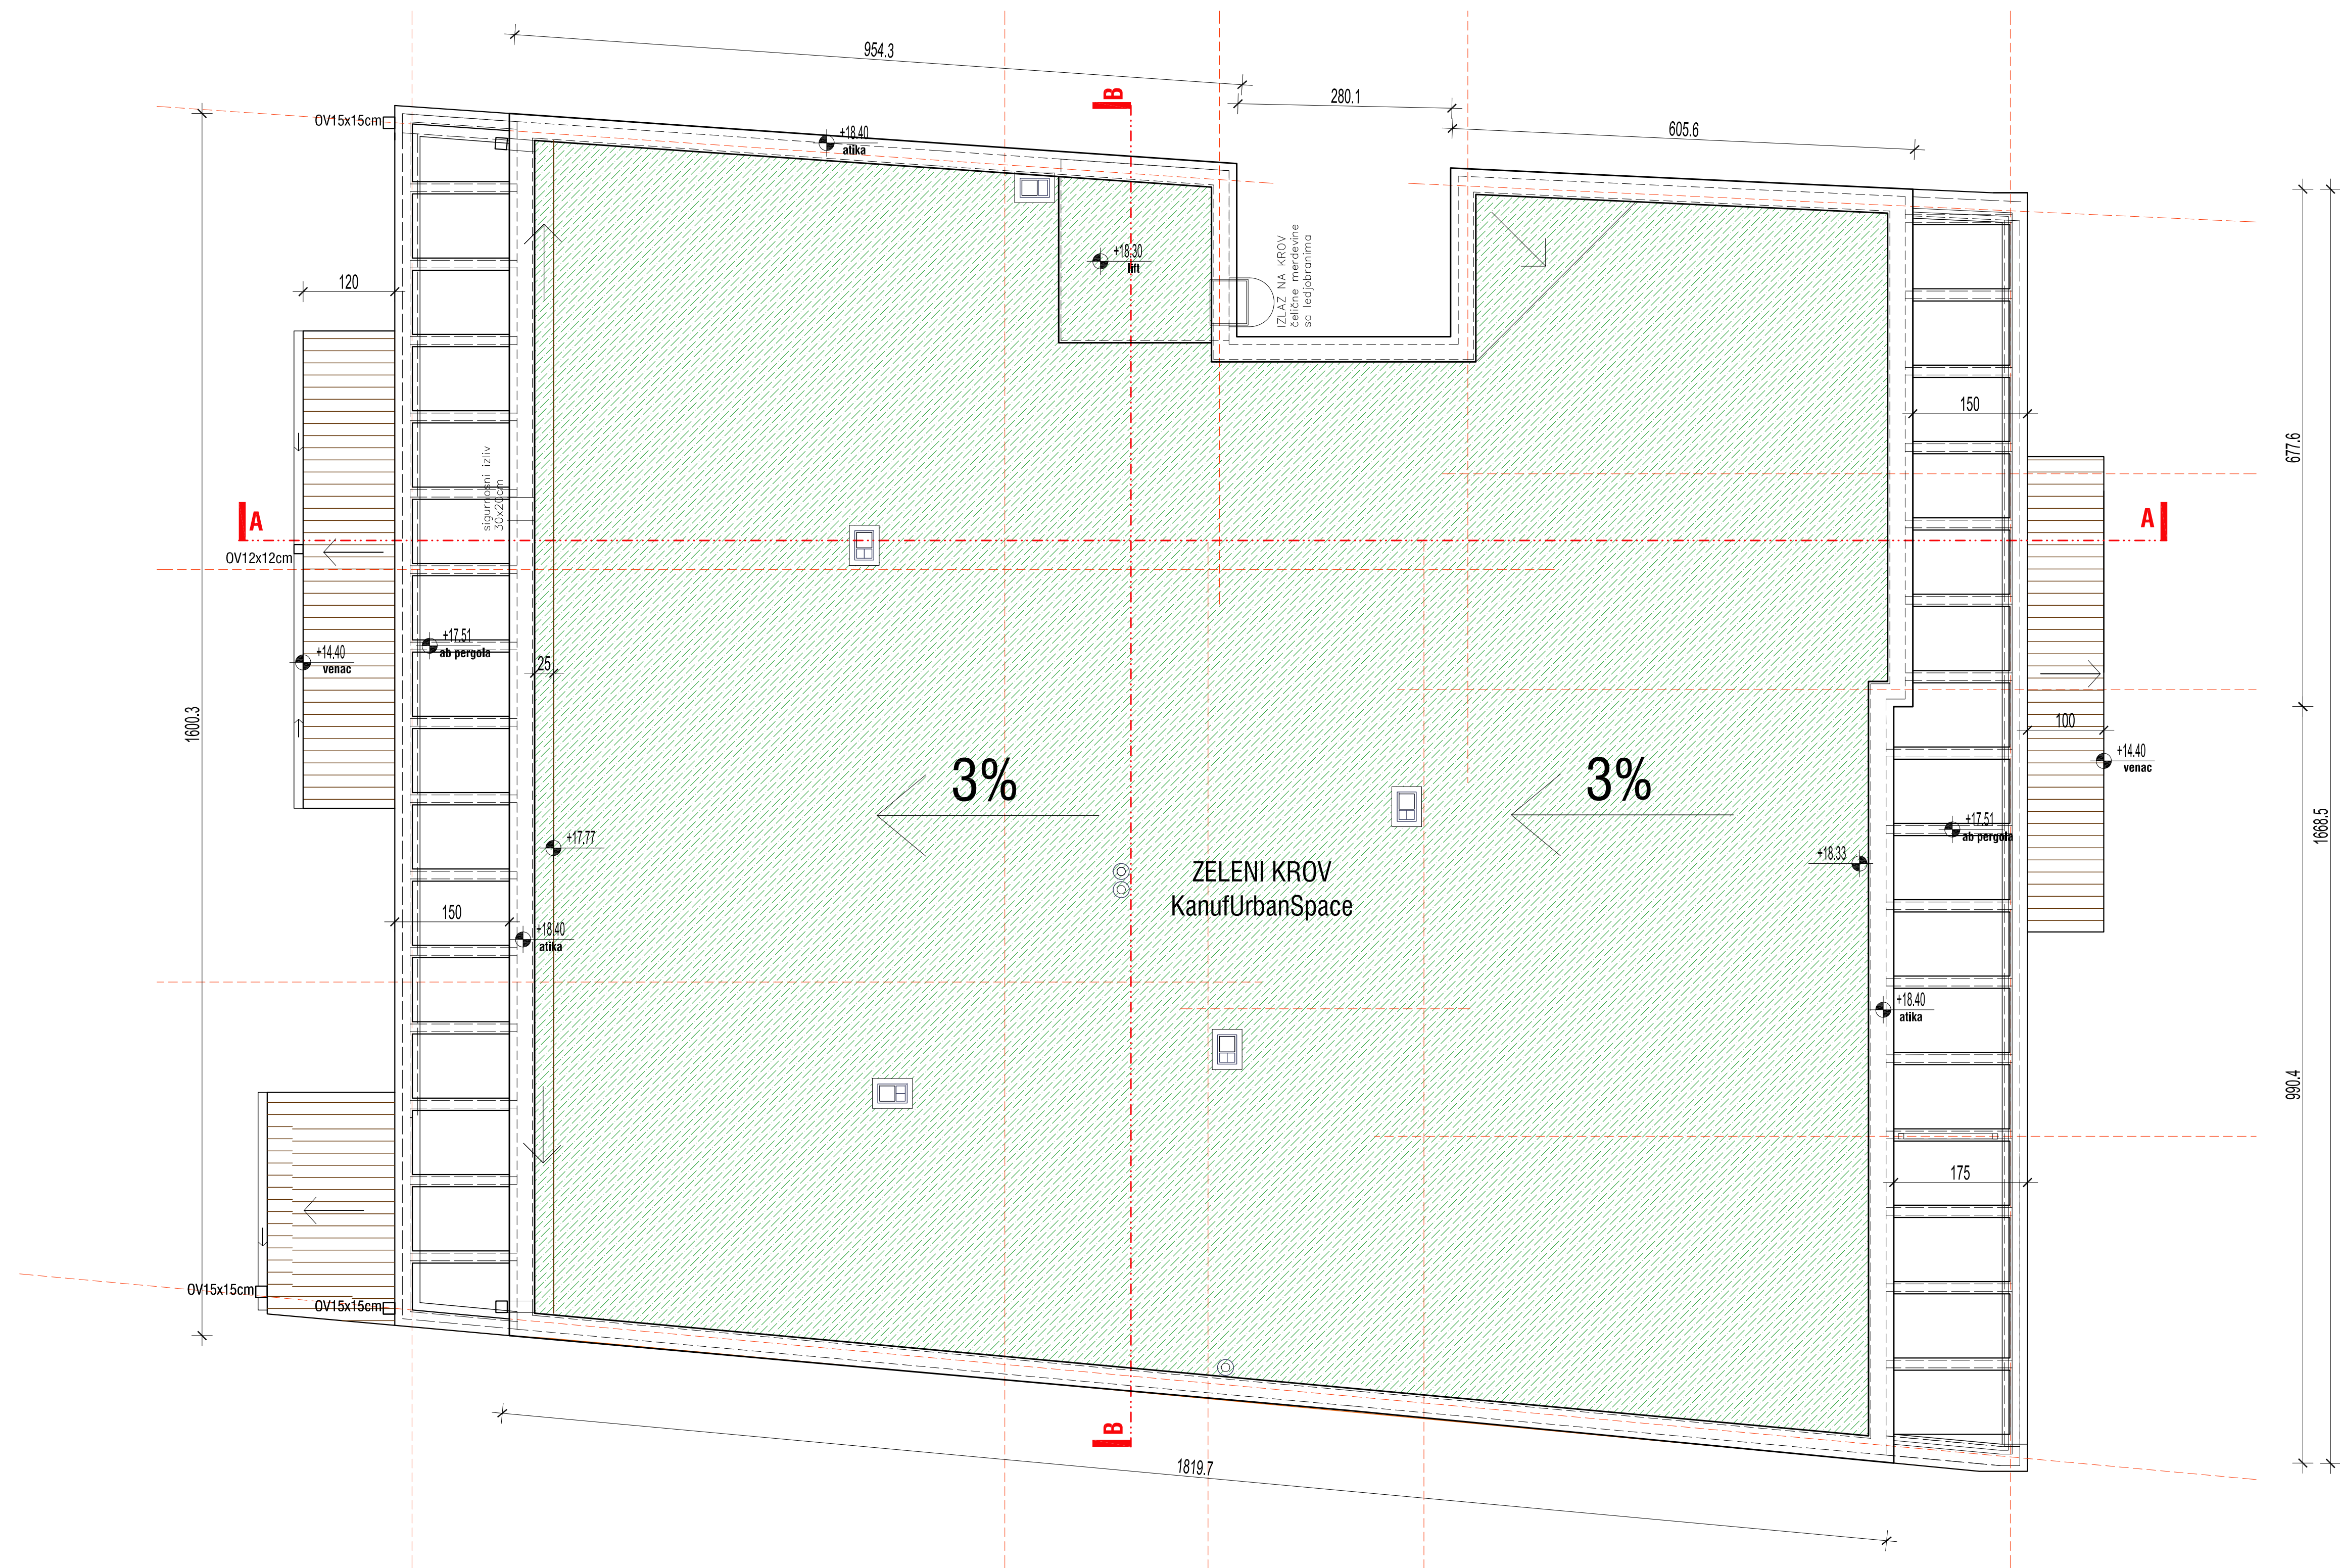 954.3
B
280.1
605.6
OV15x15cm
+18.40
atika
+18.30
lift
IZLAZ NA KROV
čelične merdevine
sa ledjobranima
120
150
677.6
sigurnosni izliv
30x20cm
A
A
OV12x12cm
+14.40
venac
+17.51
ab pergola
25
1600.3
100
+14.40
venac
3%
3%
+17.77
+18.33
+17.51
ab pergola
1668.5
ZELENI KROV
KanufUrbanSpace
150
+18.40
atika
+18.40
atika
990.4
175
OV15x15cm
OV15x15cm
B
1819.7